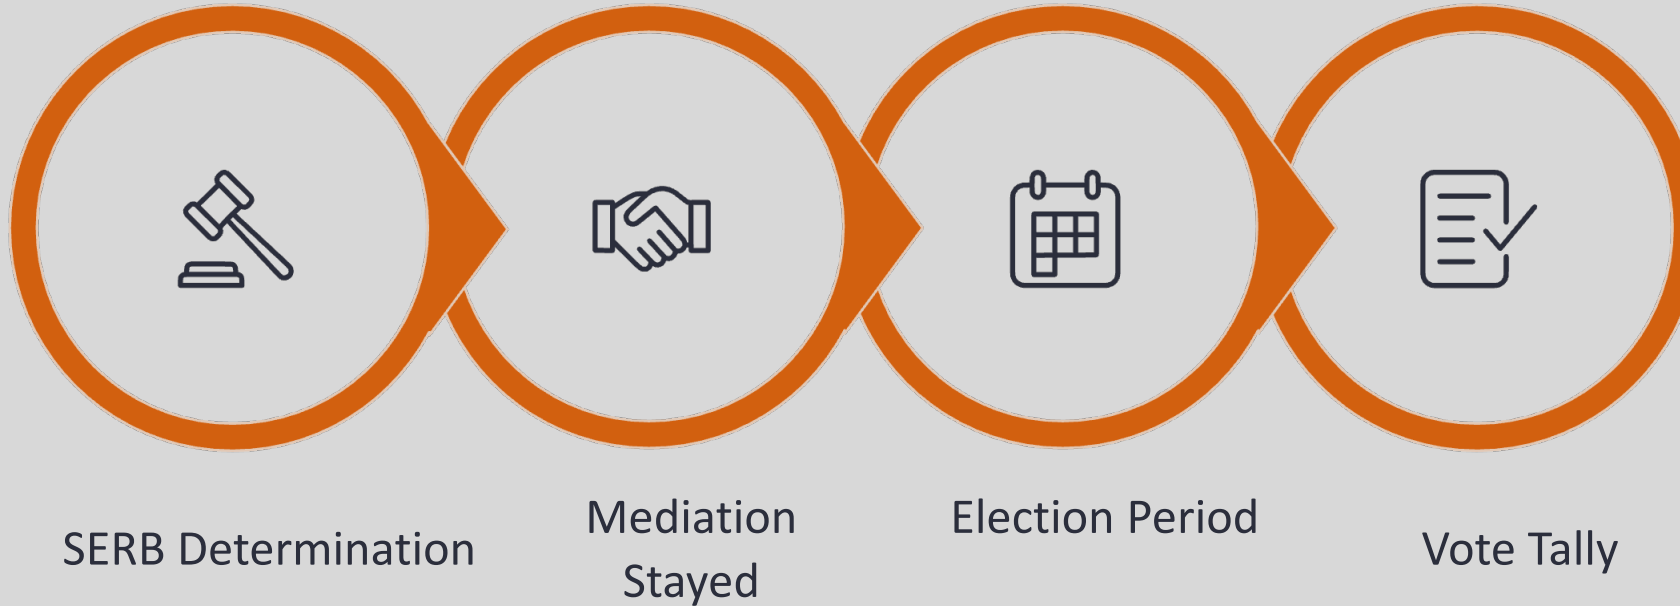 SERB Determination
Mediation
Stayed
Election Period
Vote Tally